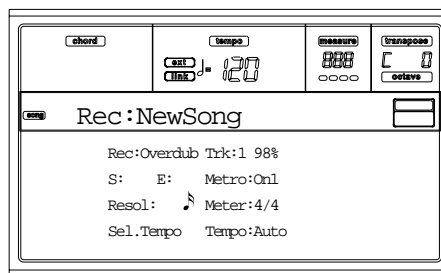 chord tempo measure transpose
ext
link
= 120 888 C 0
octave
song Rec:NewSong
Rec:Overdub Trk:1 98%
S: E: Metro:On1
Resol: Meter:4/4
Sel.Tempo Tempo:Auto